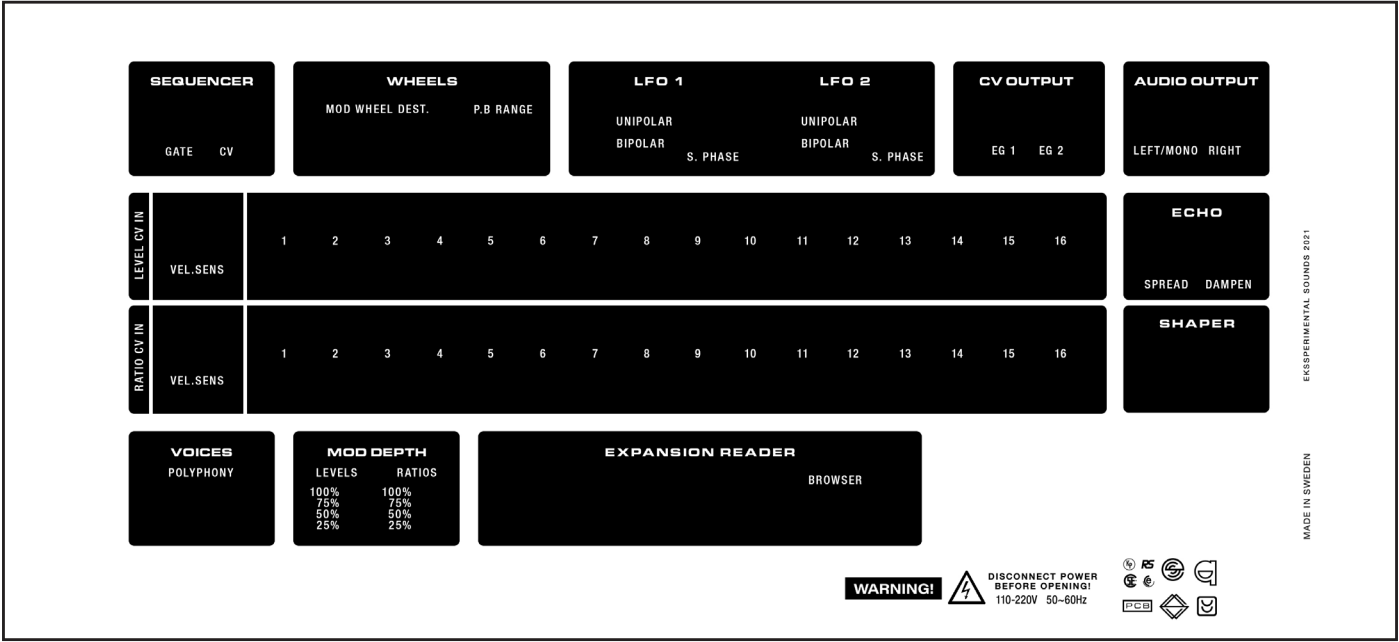 SEQUENCER
GATE CV
WHEELS
MOD WHEEL DEST. P.B RANGE
LFO 1 LFO 2
UNIPOLAR UNIPOLAR
BIPOLAR BIPOLAR
S. PHASE S. PHASE
CV OUTPUT
EG 1 EG 2
AUDIO OUTPUT
LEFT/MONO RIGHT
LEVEL CV IN
VEL.SENS
1 2 3 4 5 6 7 8 9 10 11 12 13 14 15 16
ECHO
SPREAD DAMPEN
RATIO CV IN
VEL.SENS
1 2 3 4 5 6 7 8 9 10 11 12 13 14 15 16
SHAPER
EKSSPERIMENTAL SOUNDS 2021
VOICES
POLYPHONY
MOD DEPTH
LEVELS RATIOS
100% 100%
75% 75%
50% 50%
25% 25%
EXPANSION READER
BROWSER
MADE IN SWEDEN
WARNING!
DISCONNECT POWER
BEFORE OPENING!
110-220V 50~60Hz
RS
PCB